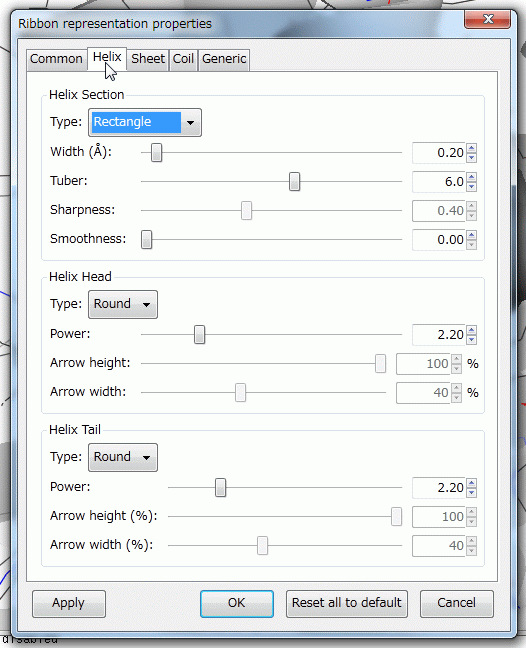 Ribbon representation properties
Common Helix Sheet Coil Generic
Helix Section
Type: Rectangle
Width (Å): 0.20
Tuber: 6.0
Sharpness: 0.40
Smoothness: 0.00
Helix Head
Type: Round
Power: 2.20
Arrow height: 100 %
Arrow width: 40 %
Helix Tail
Type: Round
Power: 2.20
Arrow height (%): 100
Arrow width (%): 40
Apply OK Reset all to default Cancel
disabled